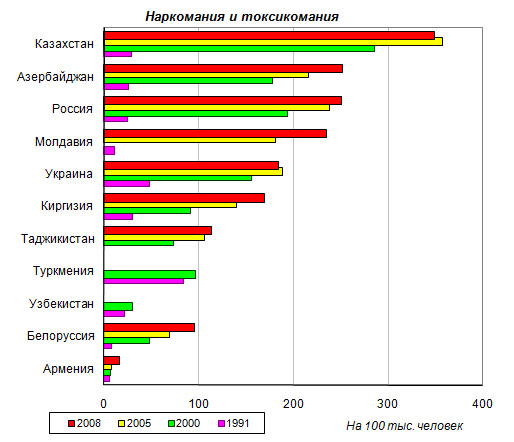 Наркомания и токсикомания
Казахстан
Азербайджан
Россия
Молдавия
Украина
Киргизия
Таджикистан
Туркмения
Узбекистан
Белоруссия
Армения
0 100 200 300 400
2008 2005 2000 1991
На 100 тыс. человек